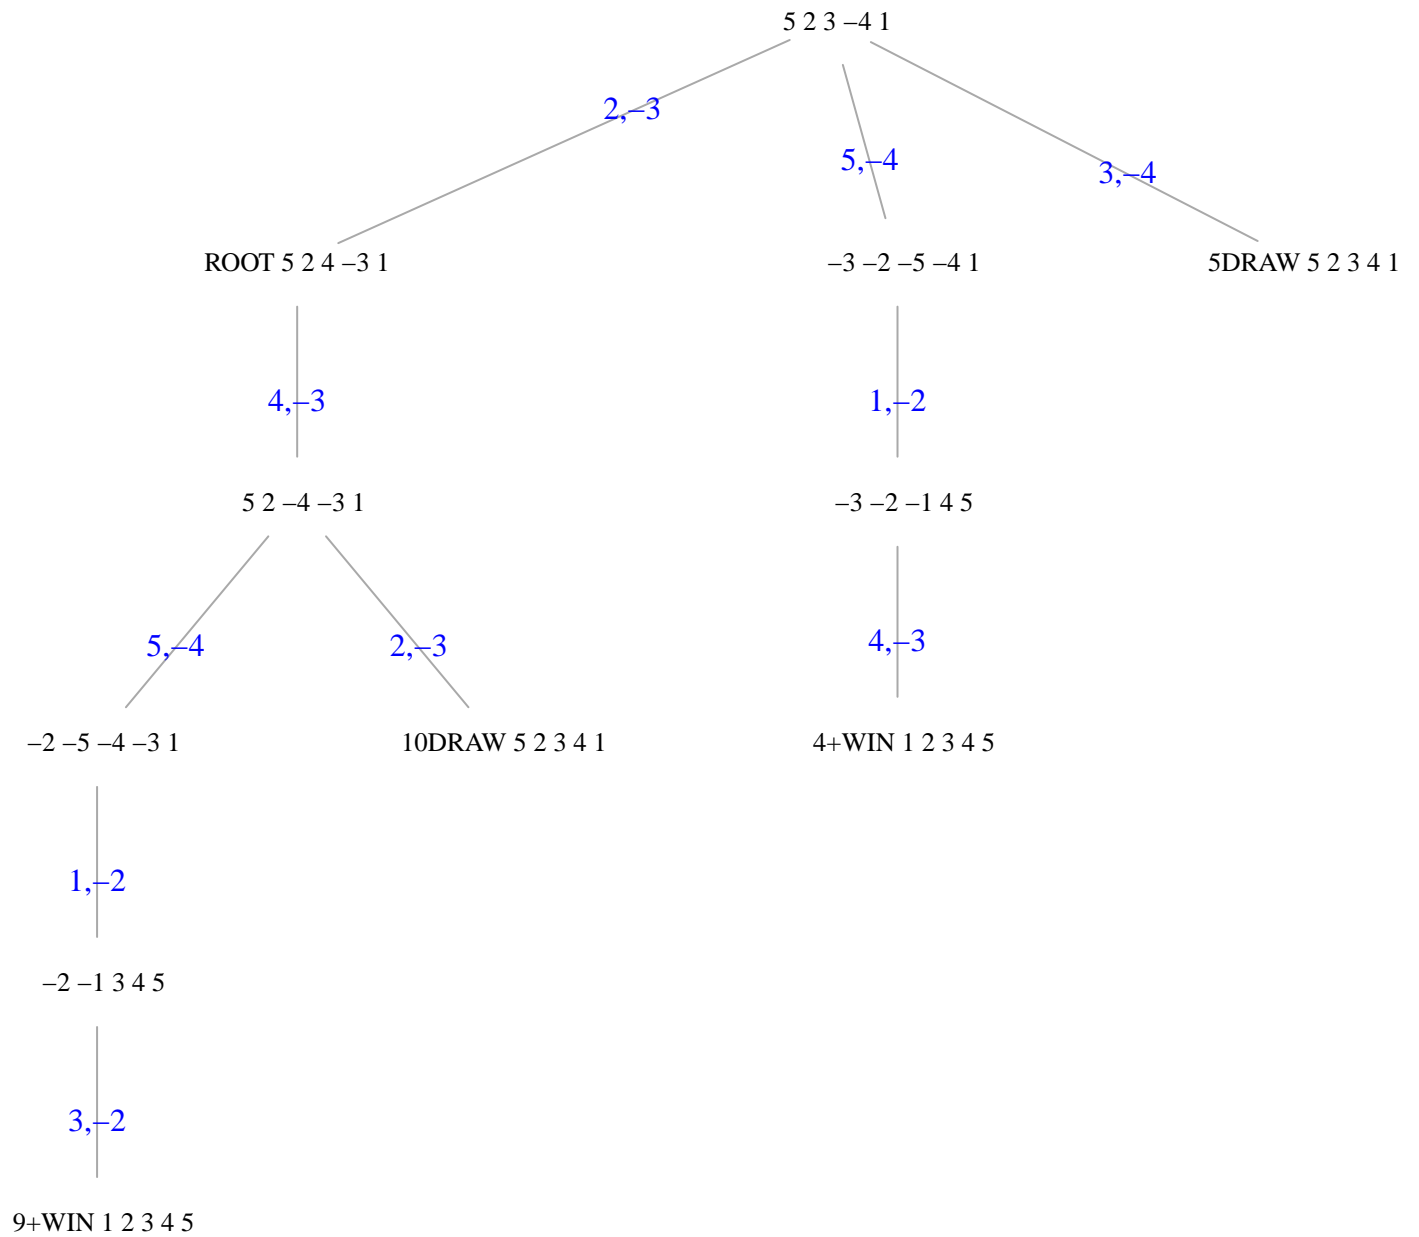 5 2 3 −4 1
2,−3
5,−4
3,−4
ROOT 5 2 4 −3 1
−3 −2 −5 −4 1
5DRAW 5 2 3 4 1
4,−3
1,−2
5 2 −4 −3 1
−3 −2 −1 4 5
5,−4
2,−3
4,−3
−2 −5 −4 −3 1
10DRAW 5 2 3 4 1
4+WIN 1 2 3 4 5
1,−2
−2 −1 3 4 5
3,−2
9+WIN 1 2 3 4 5